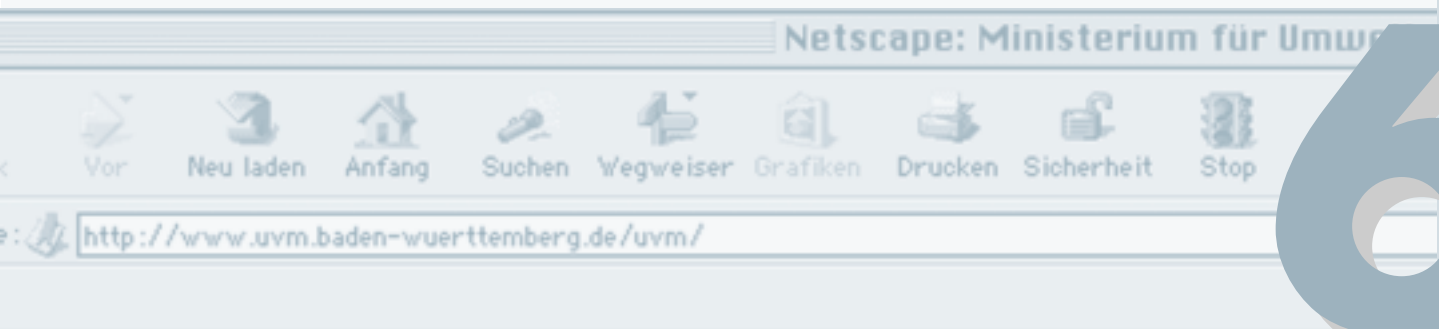 Netscape: Ministerium für Umwe
Vor Neu laden Anfang Suchen Wegweiser Grafiken Drucken Sicherheit Stop
e: http://www.uvm.baden-wuerttemberg.de/uvm/
6